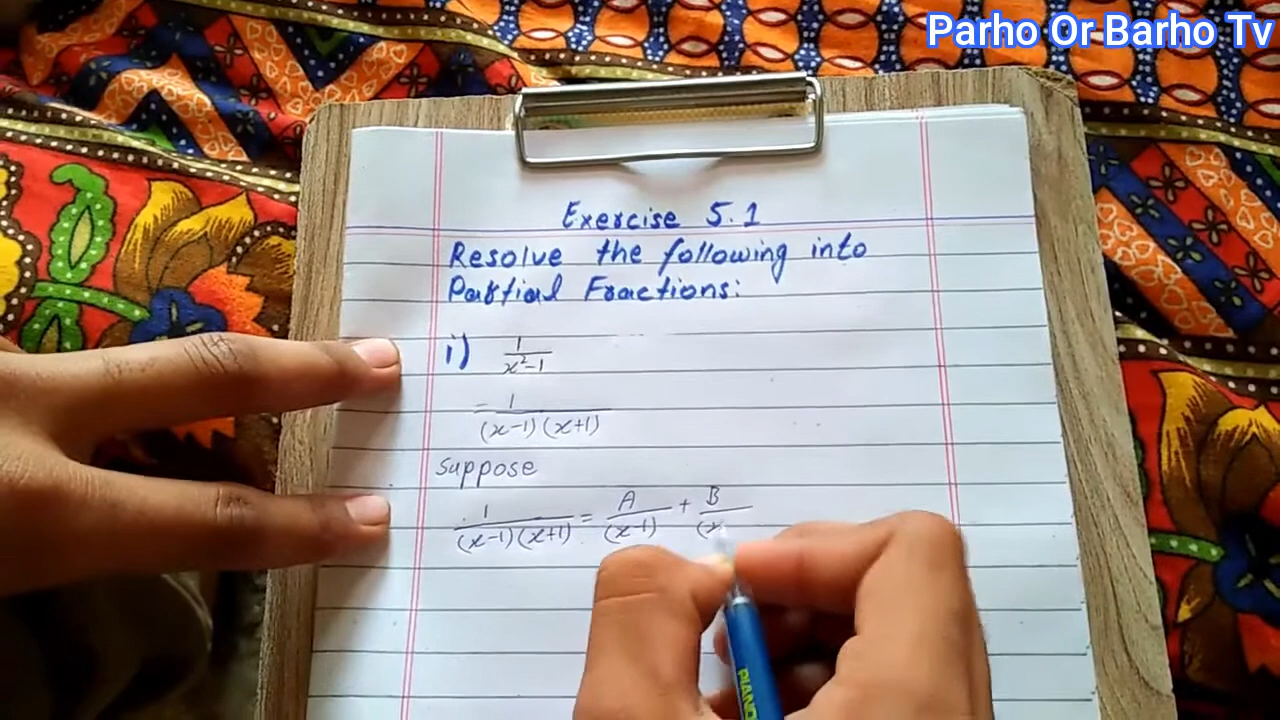 Parho Or Barho Tv
Exercise 5.1
Resolve the following into
Partial Fractions:
i) 1/(x²-1)
= 1/((x-1)(x+1))
Suppose
1/((x-1)(x+1)) = A/(x-1) + B/(x
PIANO